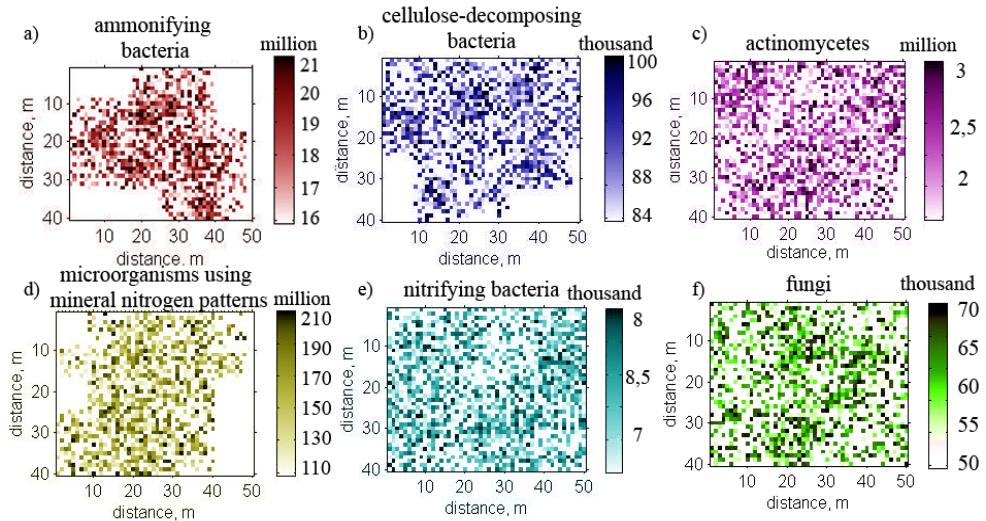 a)
ammonifying
bacteria
million
21
20
19
18
17
16
distance, m
10
20
30
40
10 20 30 40 50
distance. m
b)
cellulose-decomposing
bacteria
thousand
100
96
92
88
84
distance, m
10
20
30
40
10 20 30 40 50
distance, m
c)
actinomycetes
million
3
2,5
2
distance, m
10
20
30
40
10 20 30 40 50
distance, m
d)
microorganisms using
mineral nitrogen patterns
million
210
190
170
150
130
110
distance, m
10
20
30
40
10 20 30 40 50
distance, m
e)
nitrifying bacteria
thousand
8
8,5
7
distance, m
10
20
30
40
10 20 30 40 50
distance, m
f)
fungi
thousand
70
65
60
55
50
distance, m
10
20
30
40
10 20 30 40 50
distance, m